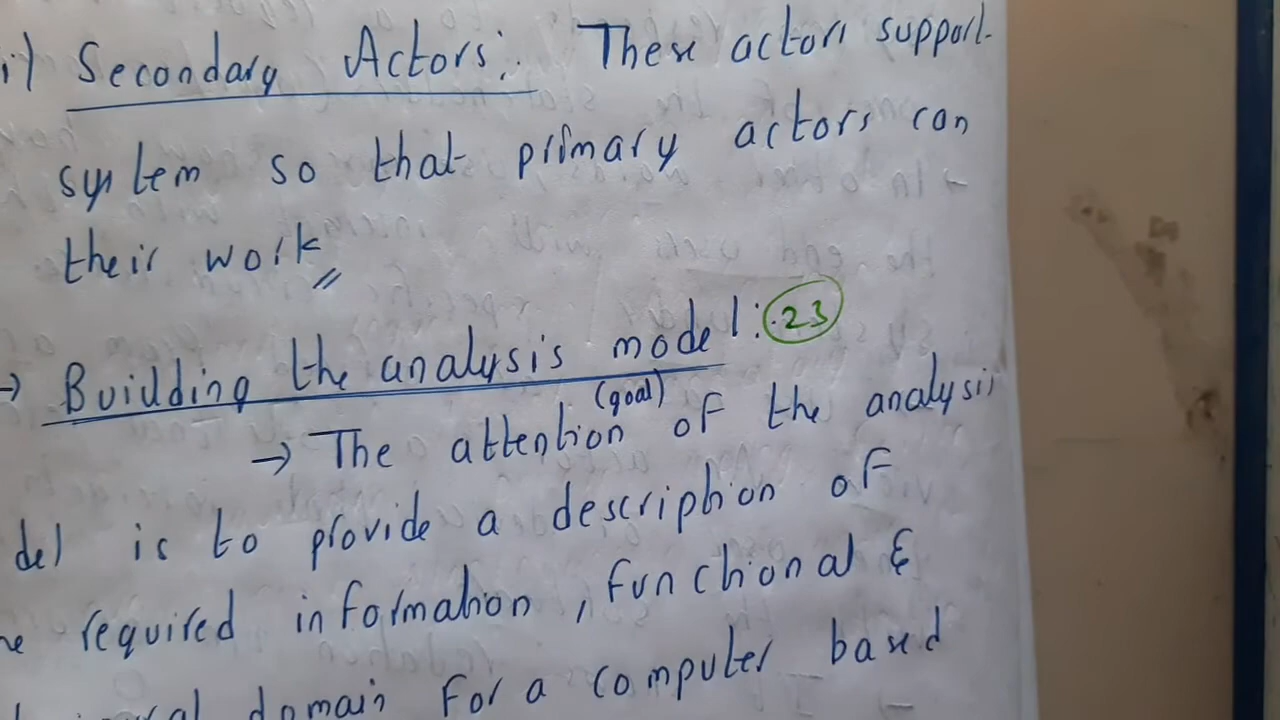 i) Secondary Actors:. These actors support
system so that primary actors can
their work
→ Buidding the analysis model:. 23
→ The attention (goal) of the analysis
del is to provide a description of
required information, functional &
domain for a computer based